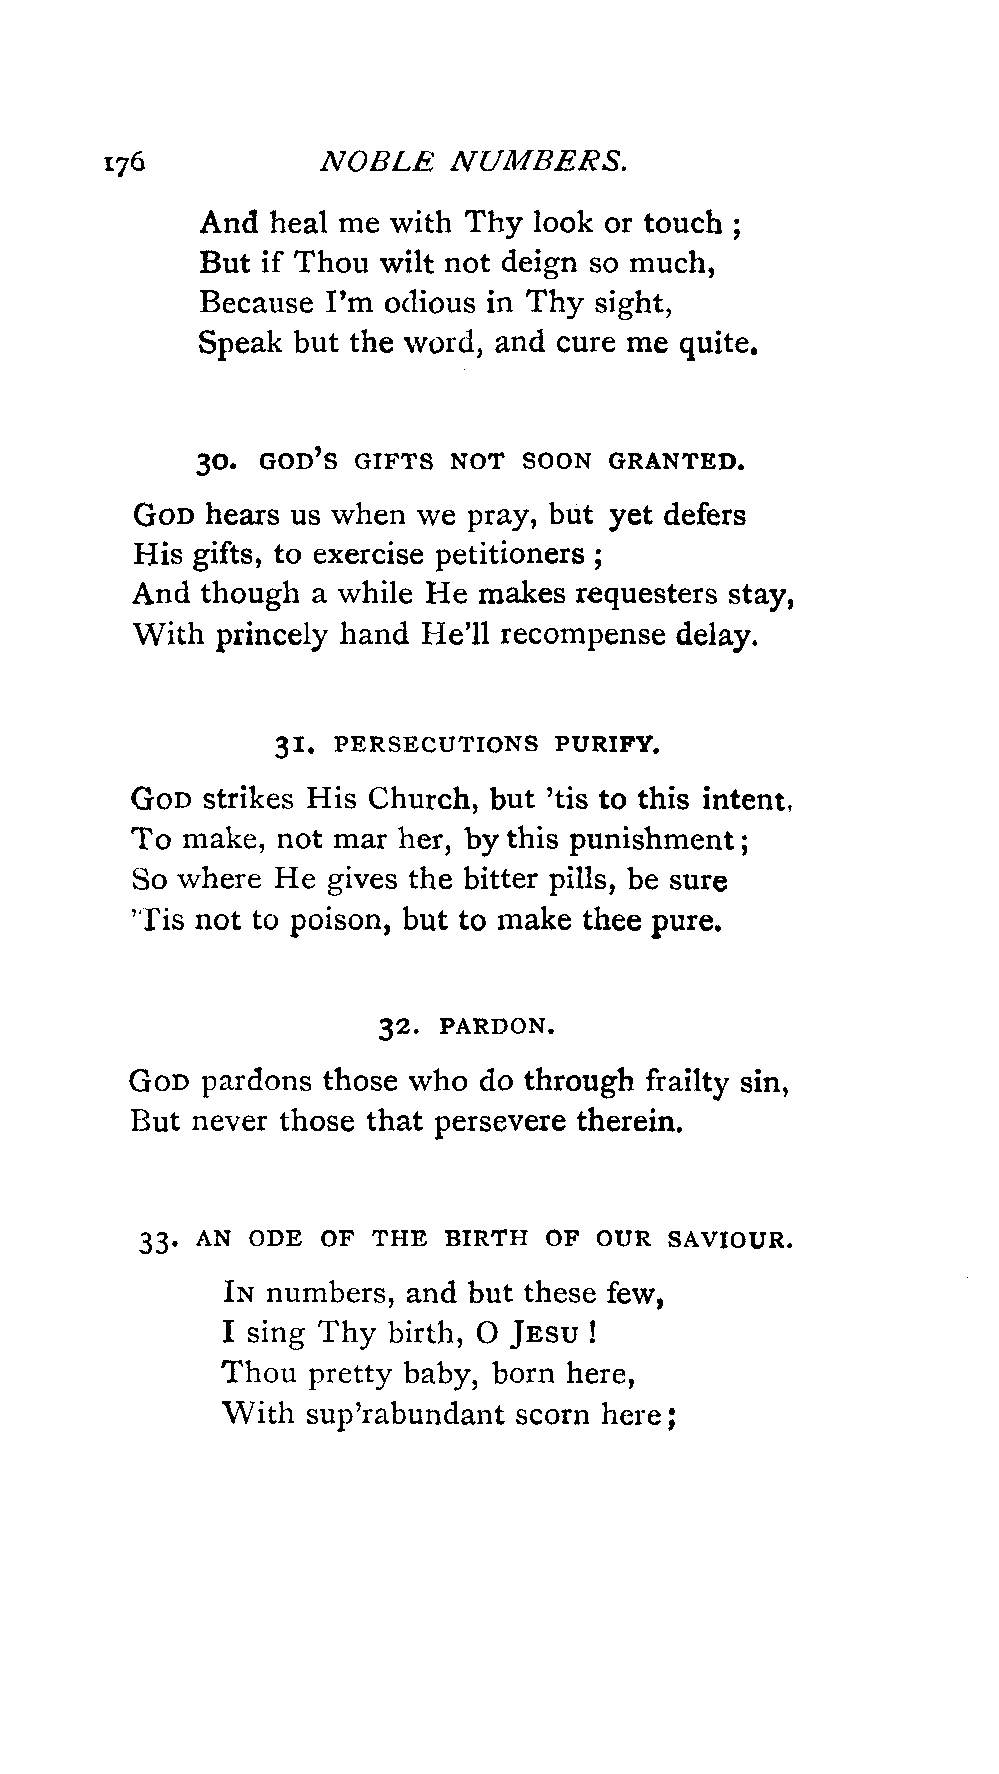 176 NOBLE NUMBERS.
And heal me with Thy look or touch ;
But if Thou wilt not deign so much,
Because I'm odious in Thy sight,
Speak but the word, and cure me quite.
30. GOD'S GIFTS NOT SOON GRANTED.
GOD hears us when we pray, but yet defers
His gifts, to exercise petitioners ;
And though a while He makes requesters stay,
With princely hand He'll recompense delay.
31. PERSECUTIONS PURIFY.
GOD strikes His Church, but 'tis to this intent,
To make, not mar her, by this punishment ;
So where He gives the bitter pills, be sure
'Tis not to poison, but to make thee pure.
32. PARDON.
GOD pardons those who do through frailty sin,
But never those that persevere therein.
33. AN ODE OF THE BIRTH OF OUR SAVIOUR.
IN numbers, and but these few,
I sing Thy birth, O JESU !
Thou pretty baby, born here,
With sup'rabundant scorn here ;